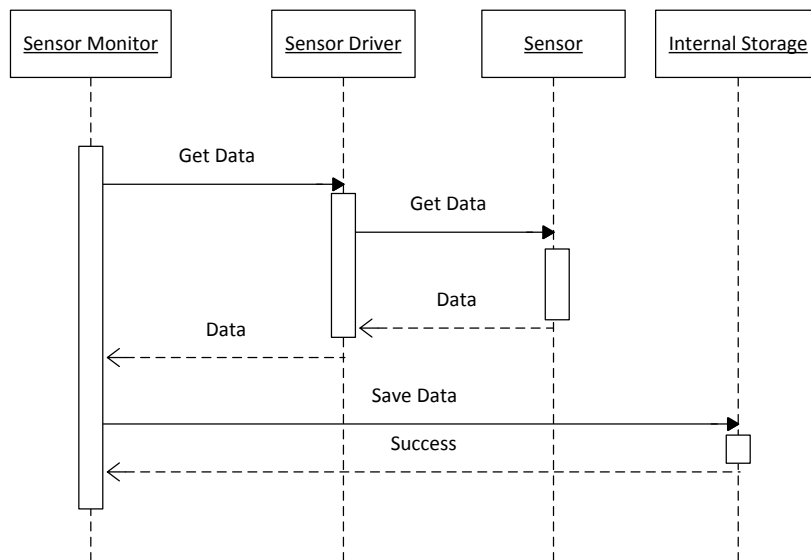 Sensor Monitor
Sensor Driver
Sensor
Internal Storage
Get Data
Get Data
Data
Data
Save Data
Success